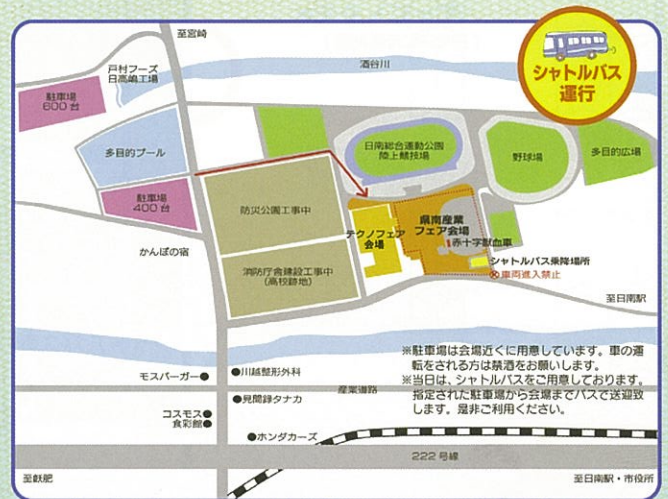 至宮崎
シャトルバス
運行
戸村フーズ
日高嶋工場
酒谷川
駐車場
600台
多目的プール
駐車場
400台
日南総合運動公園
陸上競技場
野球場
多目的広場
防災公園工事中
テクノフェア
会場
県南産業
フェア会場
赤十字献血車
かんぽの宿
消防庁舎建設工事中
(高校跡地)
シャトルバス乗降場所
車両進入禁止
至日南駅
※駐車場は会場近くに用意しています。車の運
転をされる方は禁酒をお願いします。
※当日は、シャトルバスをご用意しております。
指定された駐車場から会場までバスで送迎致
します。是非ご利用ください。
モスバーガー
川越整形外科
産業道路
見聞録タナカ
コスモス
食彩館
ホンダカーズ
222号線
至飫肥
至日南駅・市役所